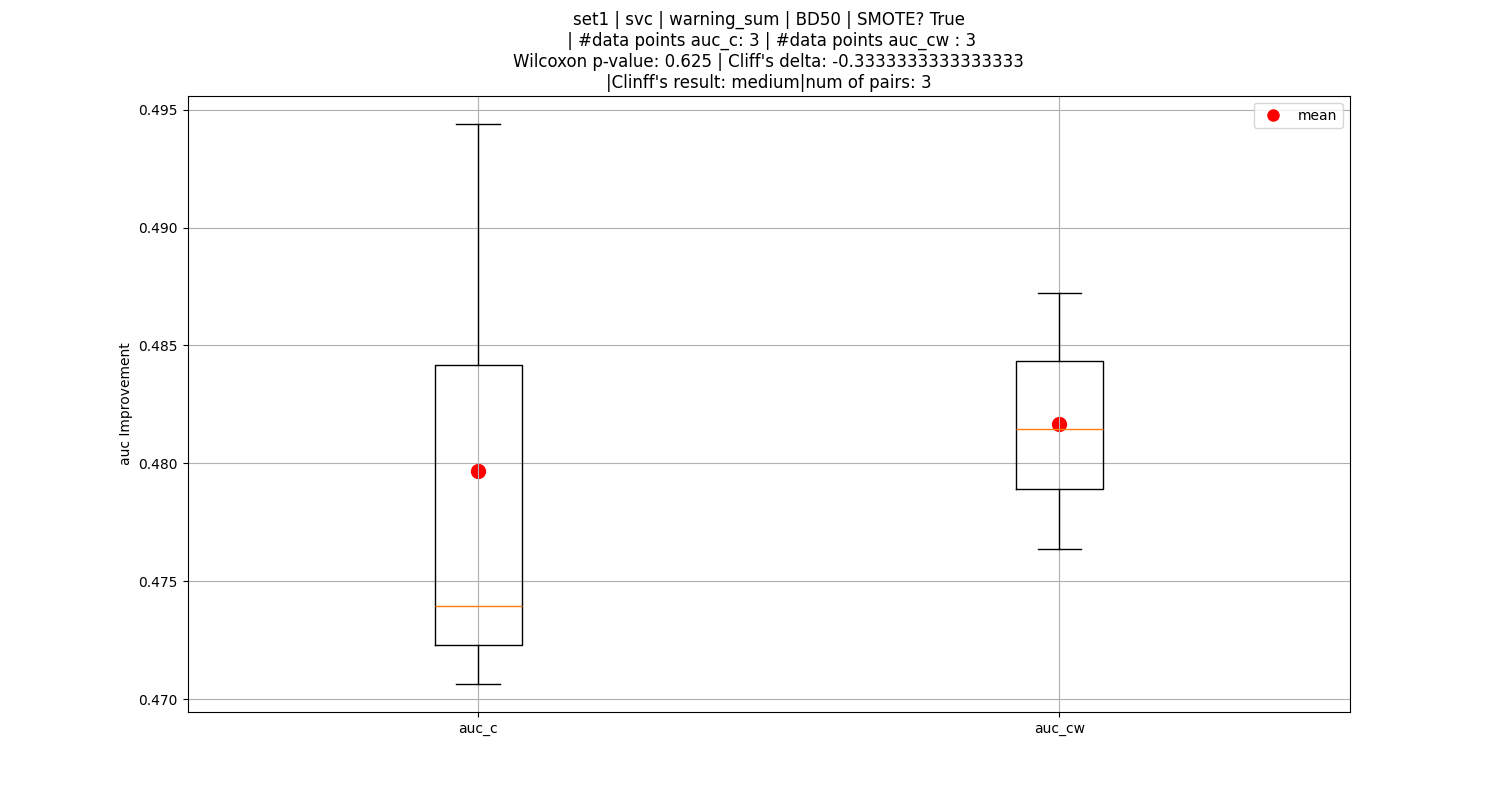 set1 | svc | warning_sum | BD50 | SMOTE? True
| #data points auc_c: 3 | #data points auc_cw : 3
Wilcoxon p-value: 0.625 | Cliff's delta: -0.3333333333333333
|Clinff's result: medium|num of pairs: 3
mean
0.495
0.490
0.485
0.480
0.475
0.470
auc Improvement
auc_c
auc_cw